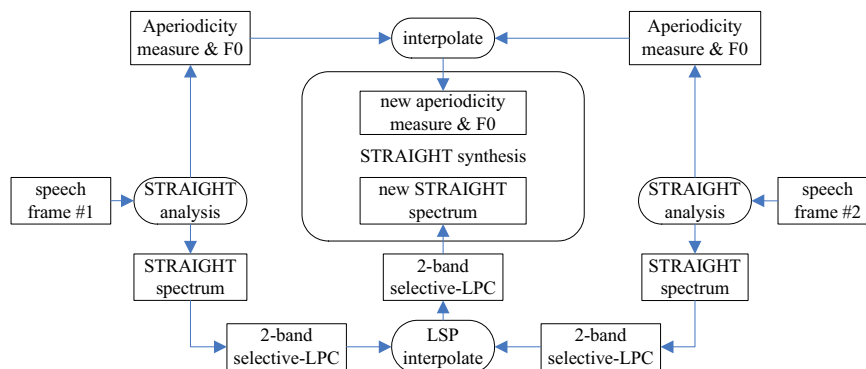 Aperiodicity
measure & F0
interpolate
Aperiodicity
measure & F0
new aperiodicity
measure & F0
STRAIGHT synthesis
speech
frame #1
STRAIGHT
analysis
new STRAIGHT
spectrum
STRAIGHT
analysis
speech
frame #2
STRAIGHT
spectrum
2-band
selective-LPC
STRAIGHT
spectrum
2-band
selective-LPC
LSP
interpolate
2-band
selective-LPC